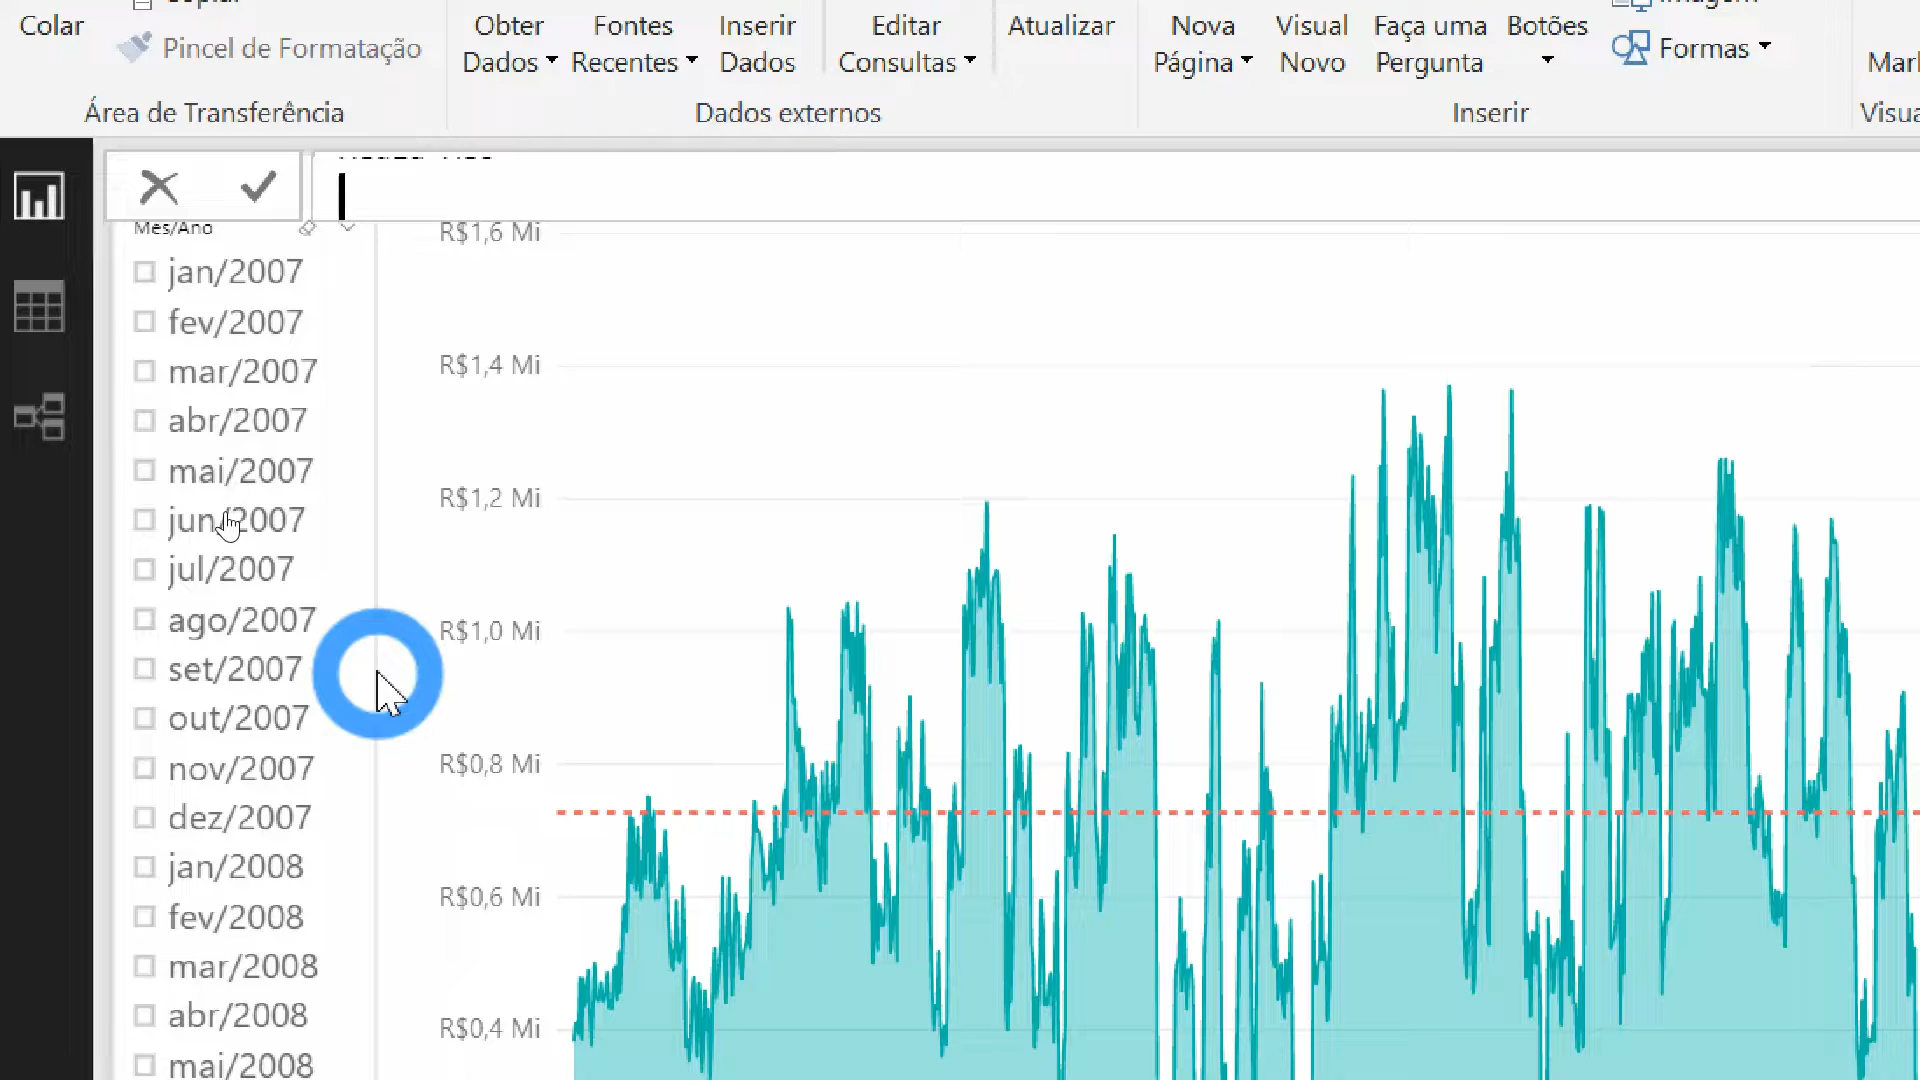 Colar
Copiar
Pincel de Formatação
Área de Transferência
Obter Dados
Fontes Recentes
Inserir Dados
Editar Consultas
Atualizar
Dados externos
Nova Página
Visual Novo
Faça uma Pergunta
Botões
Imagem
Formas
Inserir
Mes/Ano
jan/2007
fev/2007
mar/2007
abr/2007
mai/2007
jun/2007
jul/2007
ago/2007
set/2007
out/2007
nov/2007
dez/2007
jan/2008
fev/2008
mar/2008
abr/2008
mai/2008
R$1,6 Mi
R$1,4 Mi
R$1,2 Mi
R$1,0 Mi
R$0,8 Mi
R$0,6 Mi
R$0,4 Mi